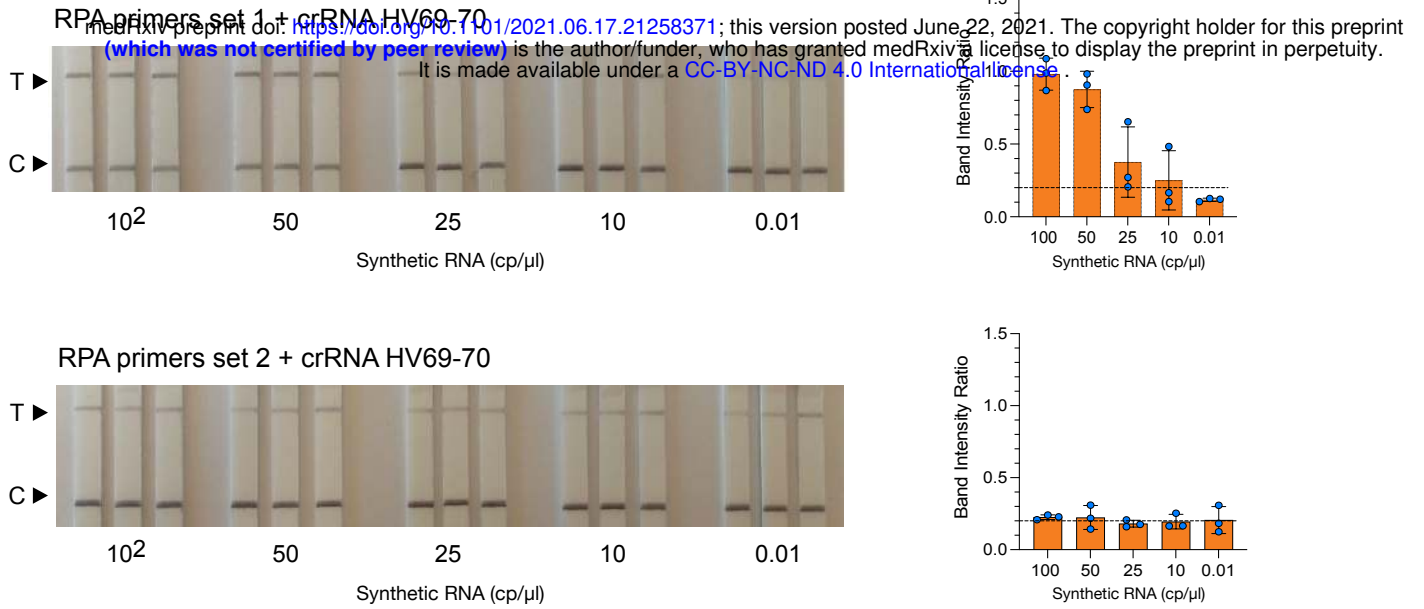 RPA primers set 1 + crRNA HV69-70
medRxiv preprint doi: https://doi.org/10.1101/2021.06.17.21258371; this version posted June 22, 2021. The copyright holder for this preprint
(which was not certified by peer review) is the author/funder, who has granted medRxiv a license to display the preprint in perpetuity.
It is made available under a CC-BY-NC-ND 4.0 International license .
T
C
10² 50 25 10 0.01
Synthetic RNA (cp/µl)
1.5
1.0
0.5
0.0
Band Intensity Ratio
100 50 25 10 0.01
Synthetic RNA (cp/µl)
RPA primers set 2 + crRNA HV69-70
T
C
10² 50 25 10 0.01
Synthetic RNA (cp/µl)
1.5
1.0
0.5
0.0
Band Intensity Ratio
100 50 25 10 0.01
Synthetic RNA (cp/µl)